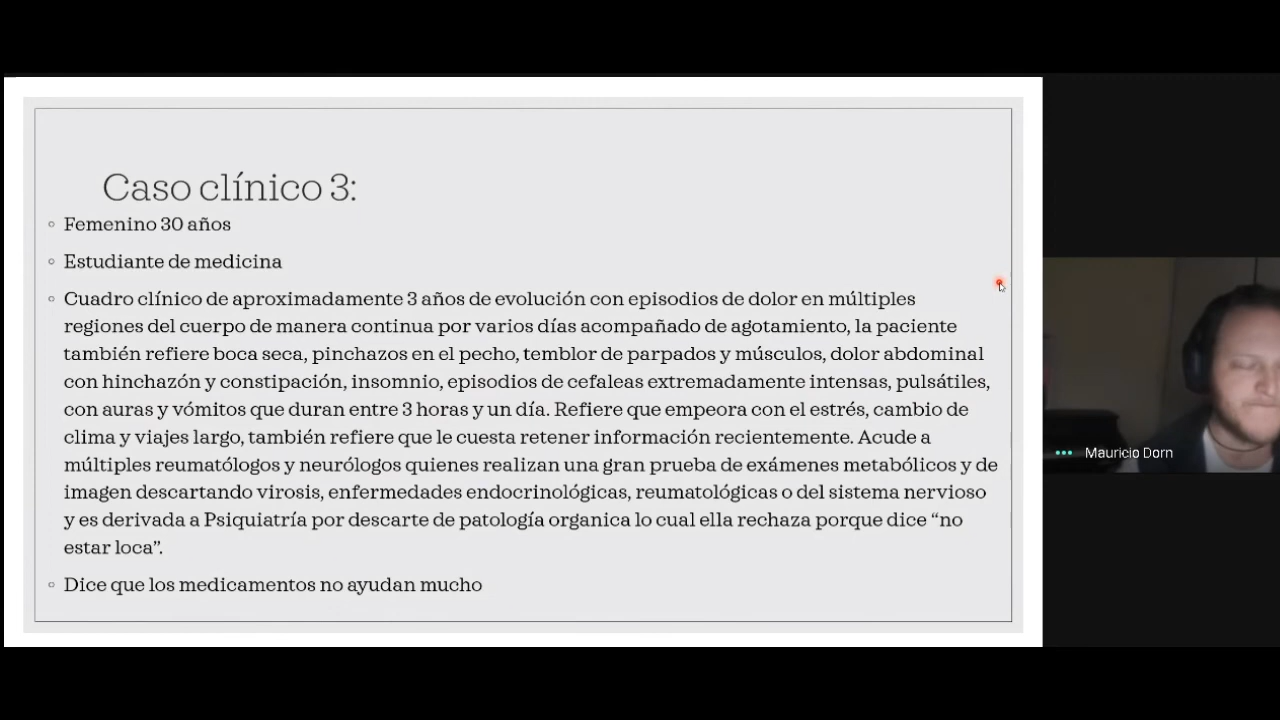 Caso clínico 3:
Femenino 30 años
Estudiante de medicina
Cuadro clínico de aproximadamente 3 años de evolución con episodios de dolor en múltiples
regiones del cuerpo de manera continua por varios días acompañado de agotamiento, la paciente
también refiere boca seca, pinchazos en el pecho, temblor de parpados y músculos, dolor abdominal
con hinchazón y constipación, insomnio, episodios de cefaleas extremadamente intensas, pulsátiles,
con auras y vómitos que duran entre 3 horas y un día. Refiere que empeora con el estrés, cambio de
clima y viajes largo, también refiere que le cuesta retener información recientemente. Acude a
múltiples reumatólogos y neurólogos quienes realizan una gran prueba de exámenes metabólicos y de
imagen descartando virosis, enfermedades endocrinológicas, reumatológicas o del sistema nervioso
y es derivada a Psiquiatría por descarte de patología organica lo cual ella rechaza porque dice “no
estar loca”.
Dice que los medicamentos no ayudan mucho
Mauricio Dorn